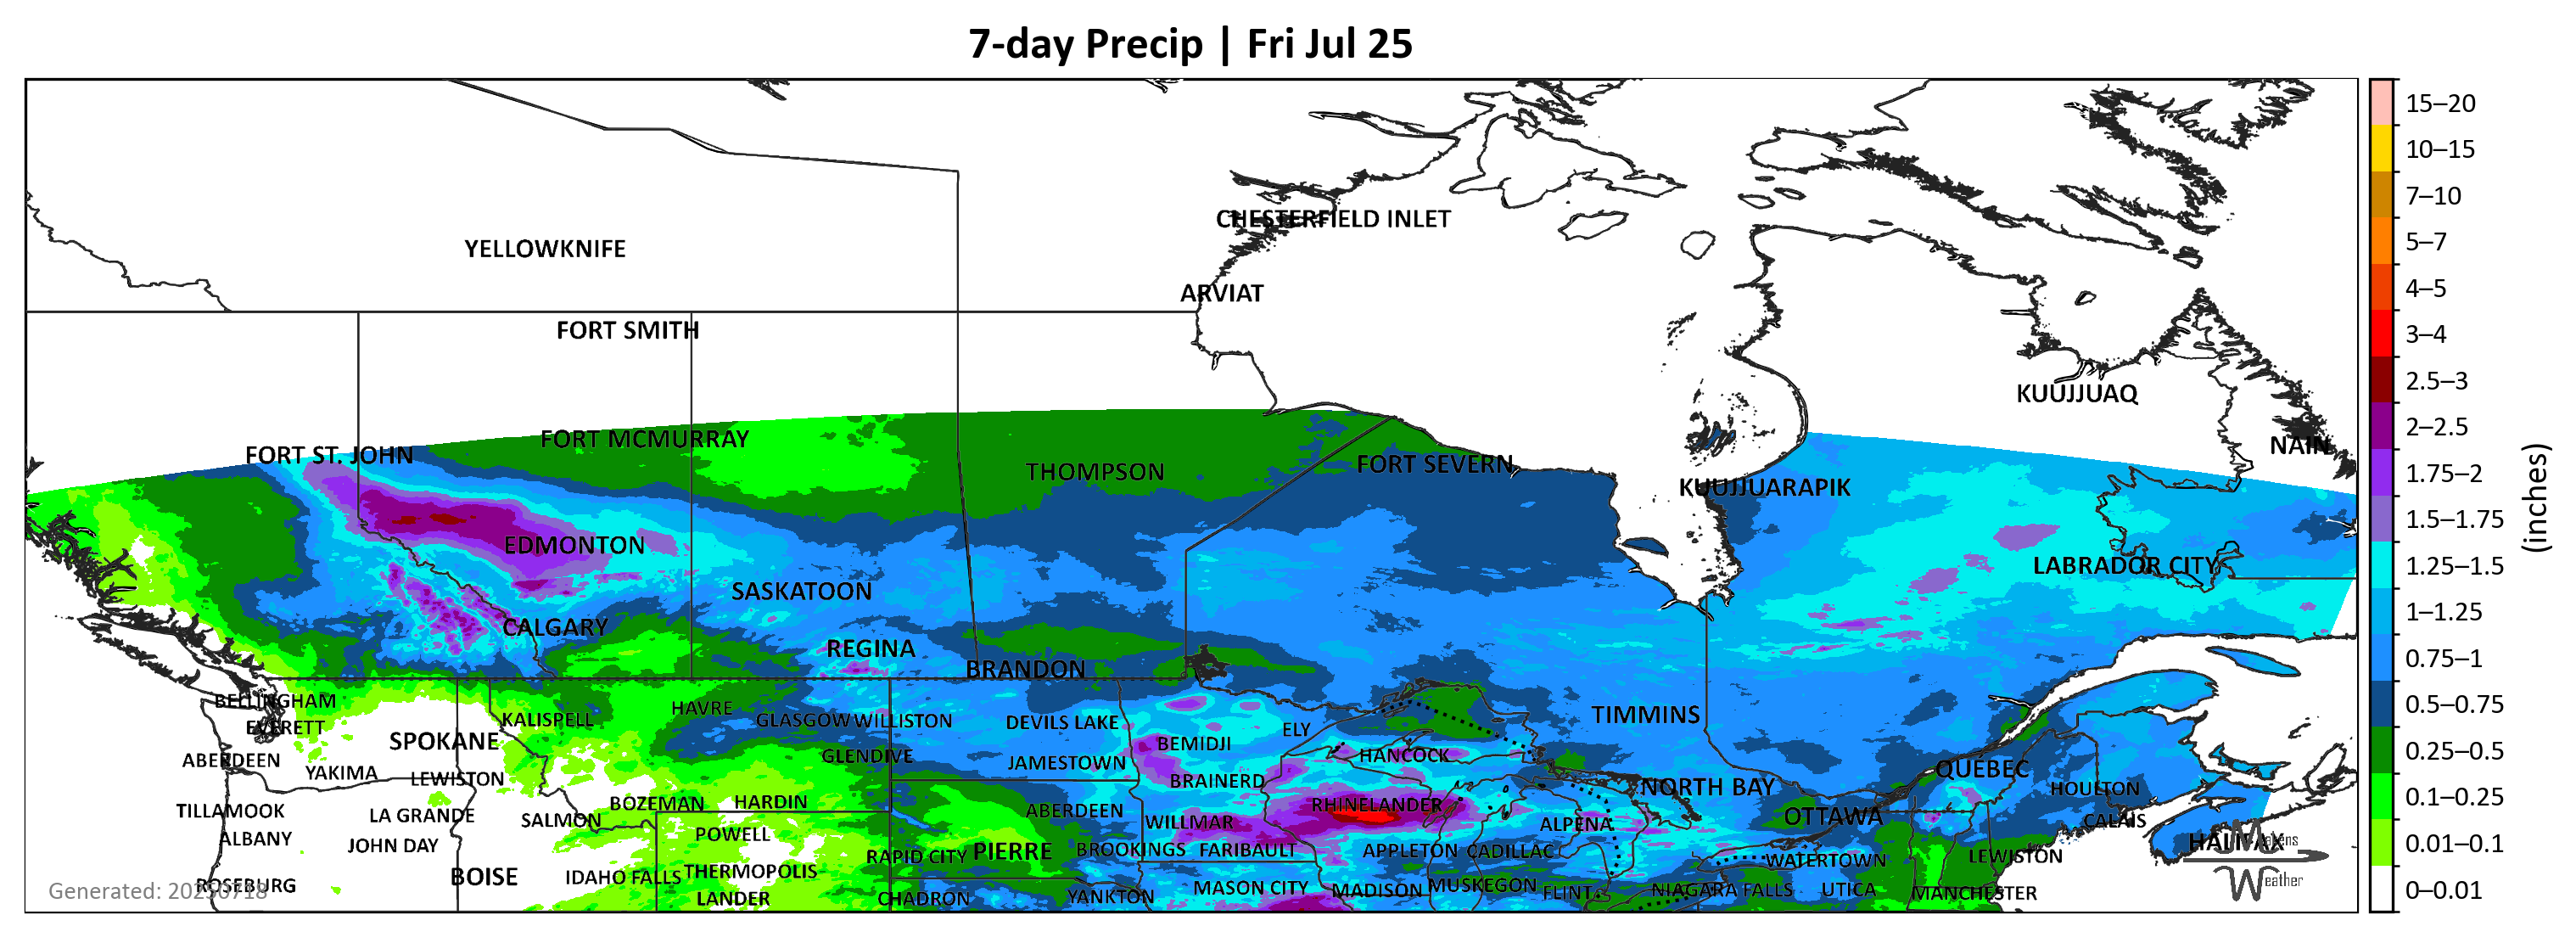 7-day Precip | Fri Jul 25
YELLOWKNIFE
CHESTERFIELD INLET
ARVIAT
FORT SMITH
KUUJJUAQ
NAIN
FORT ST. JOHN
FORT MCMURRAY
THOMPSON
FORT SEVERN
KUUJJUARAPIK
EDMONTON
LABRADOR CITY
SASKATOON
CALGARY
REGINA
BRANDON
BELLINGHAM
EVERETT
KALISPELL
HAVRE
GLASGOW
WILLISTON
DEVILS LAKE
ELY
TIMMINS
SPOKANE
BEMIDJI
ABERDEEN
GLENDIVE
JAMESTOWN
HANCOCK
QUÉBEC
YAKIMA
LEWISTON
BRAINERD
NORTH BAY
HOULTON
TILLAMOOK
LA GRANDE
BOZEMAN
HARDIN
ABERDEEN
RHINELANDER
OTTAWA
SALMON
WILLMAR
ALPENA
CALAIS
ALBANY
JOHN DAY
POWELL
HALIFAX
RAPID CITY
PIERRE
BROOKINGS
FARIBAULT
APPLETON
CADILLAC
WATERTOWN
LEWISTON
BOISE
IDAHO FALLS
THERMOPOLIS
ROSEBURG
MASON CITY
MADISON
MUSKEGON
FLINT
NIAGARA FALLS
UTICA
MANCHESTER
LANDER
CHADRON
YANKTON
Generated: 20250718
Weather
15–20
10–15
7–10
5–7
4–5
3–4
2.5–3
2–2.5
1.75–2
1.5–1.75
1.25–1.5
1–1.25
0.75–1
0.5–0.75
0.25–0.5
0.1–0.25
0.01–0.1
0–0.01
(inches)